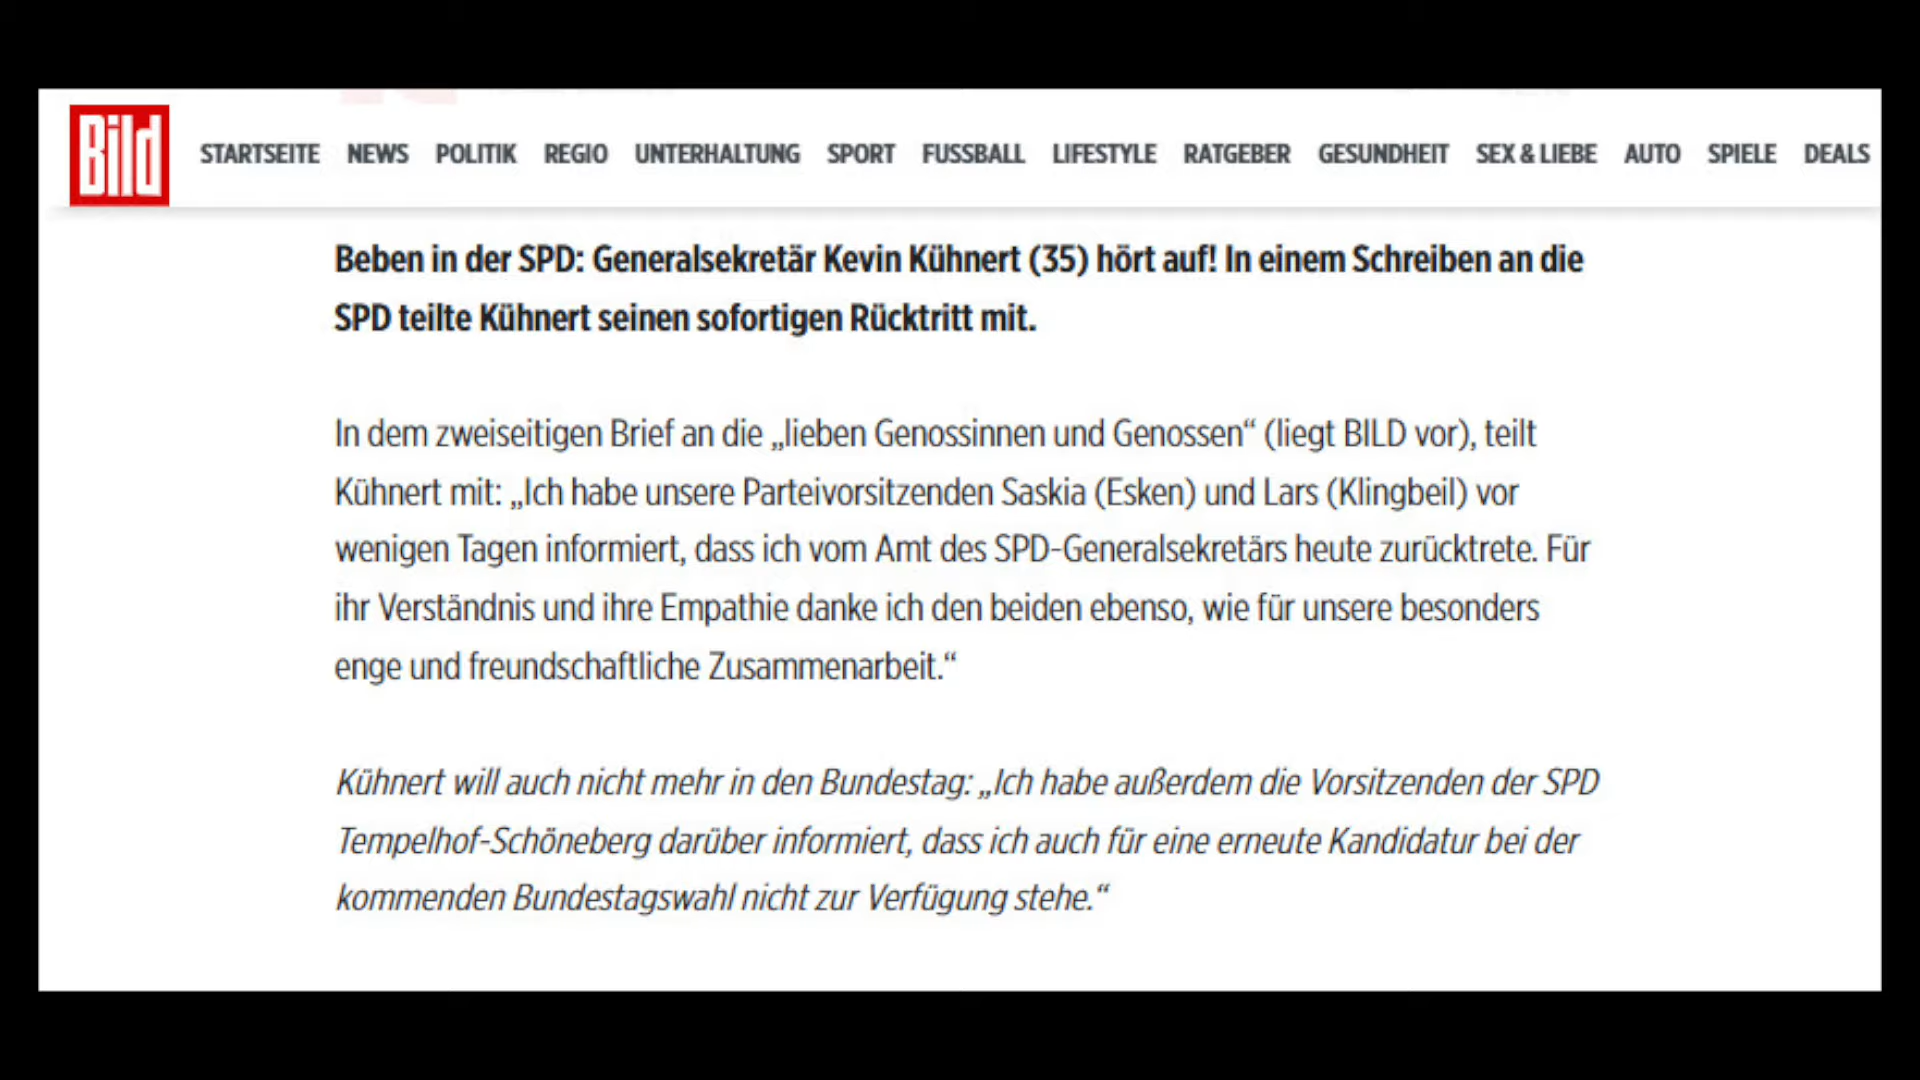 Bild
STARTSEITE NEWS POLITIK REGIO UNTERHALTUNG SPORT FUSSBALL LIFESTYLE RATGEBER GESUNDHEIT SEX & LIEBE AUTO SPIELE DEALS
Beben in der SPD: Generalsekretär Kevin Kühnert (35) hört auf! In einem Schreiben an die
SPD teilte Kühnert seinen sofortigen Rücktritt mit.
In dem zweiseitigen Brief an die „lieben Genossinnen und Genossen“ (liegt BILD vor), teilt
Kühnert mit: „Ich habe unsere Parteivorsitzenden Saskia (Esken) und Lars (Klingbeil) vor
wenigen Tagen informiert, dass ich vom Amt des SPD-Generalsekretärs heute zurücktrete. Für
ihr Verständnis und ihre Empathie danke ich den beiden ebenso, wie für unsere besonders
enge und freundschaftliche Zusammenarbeit.“
Kühnert will auch nicht mehr in den Bundestag: „Ich habe außerdem die Vorsitzenden der SPD
Tempelhof-Schöneberg darüber informiert, dass ich auch für eine erneute Kandidatur bei der
kommenden Bundestagswahl nicht zur Verfügung stehe.“